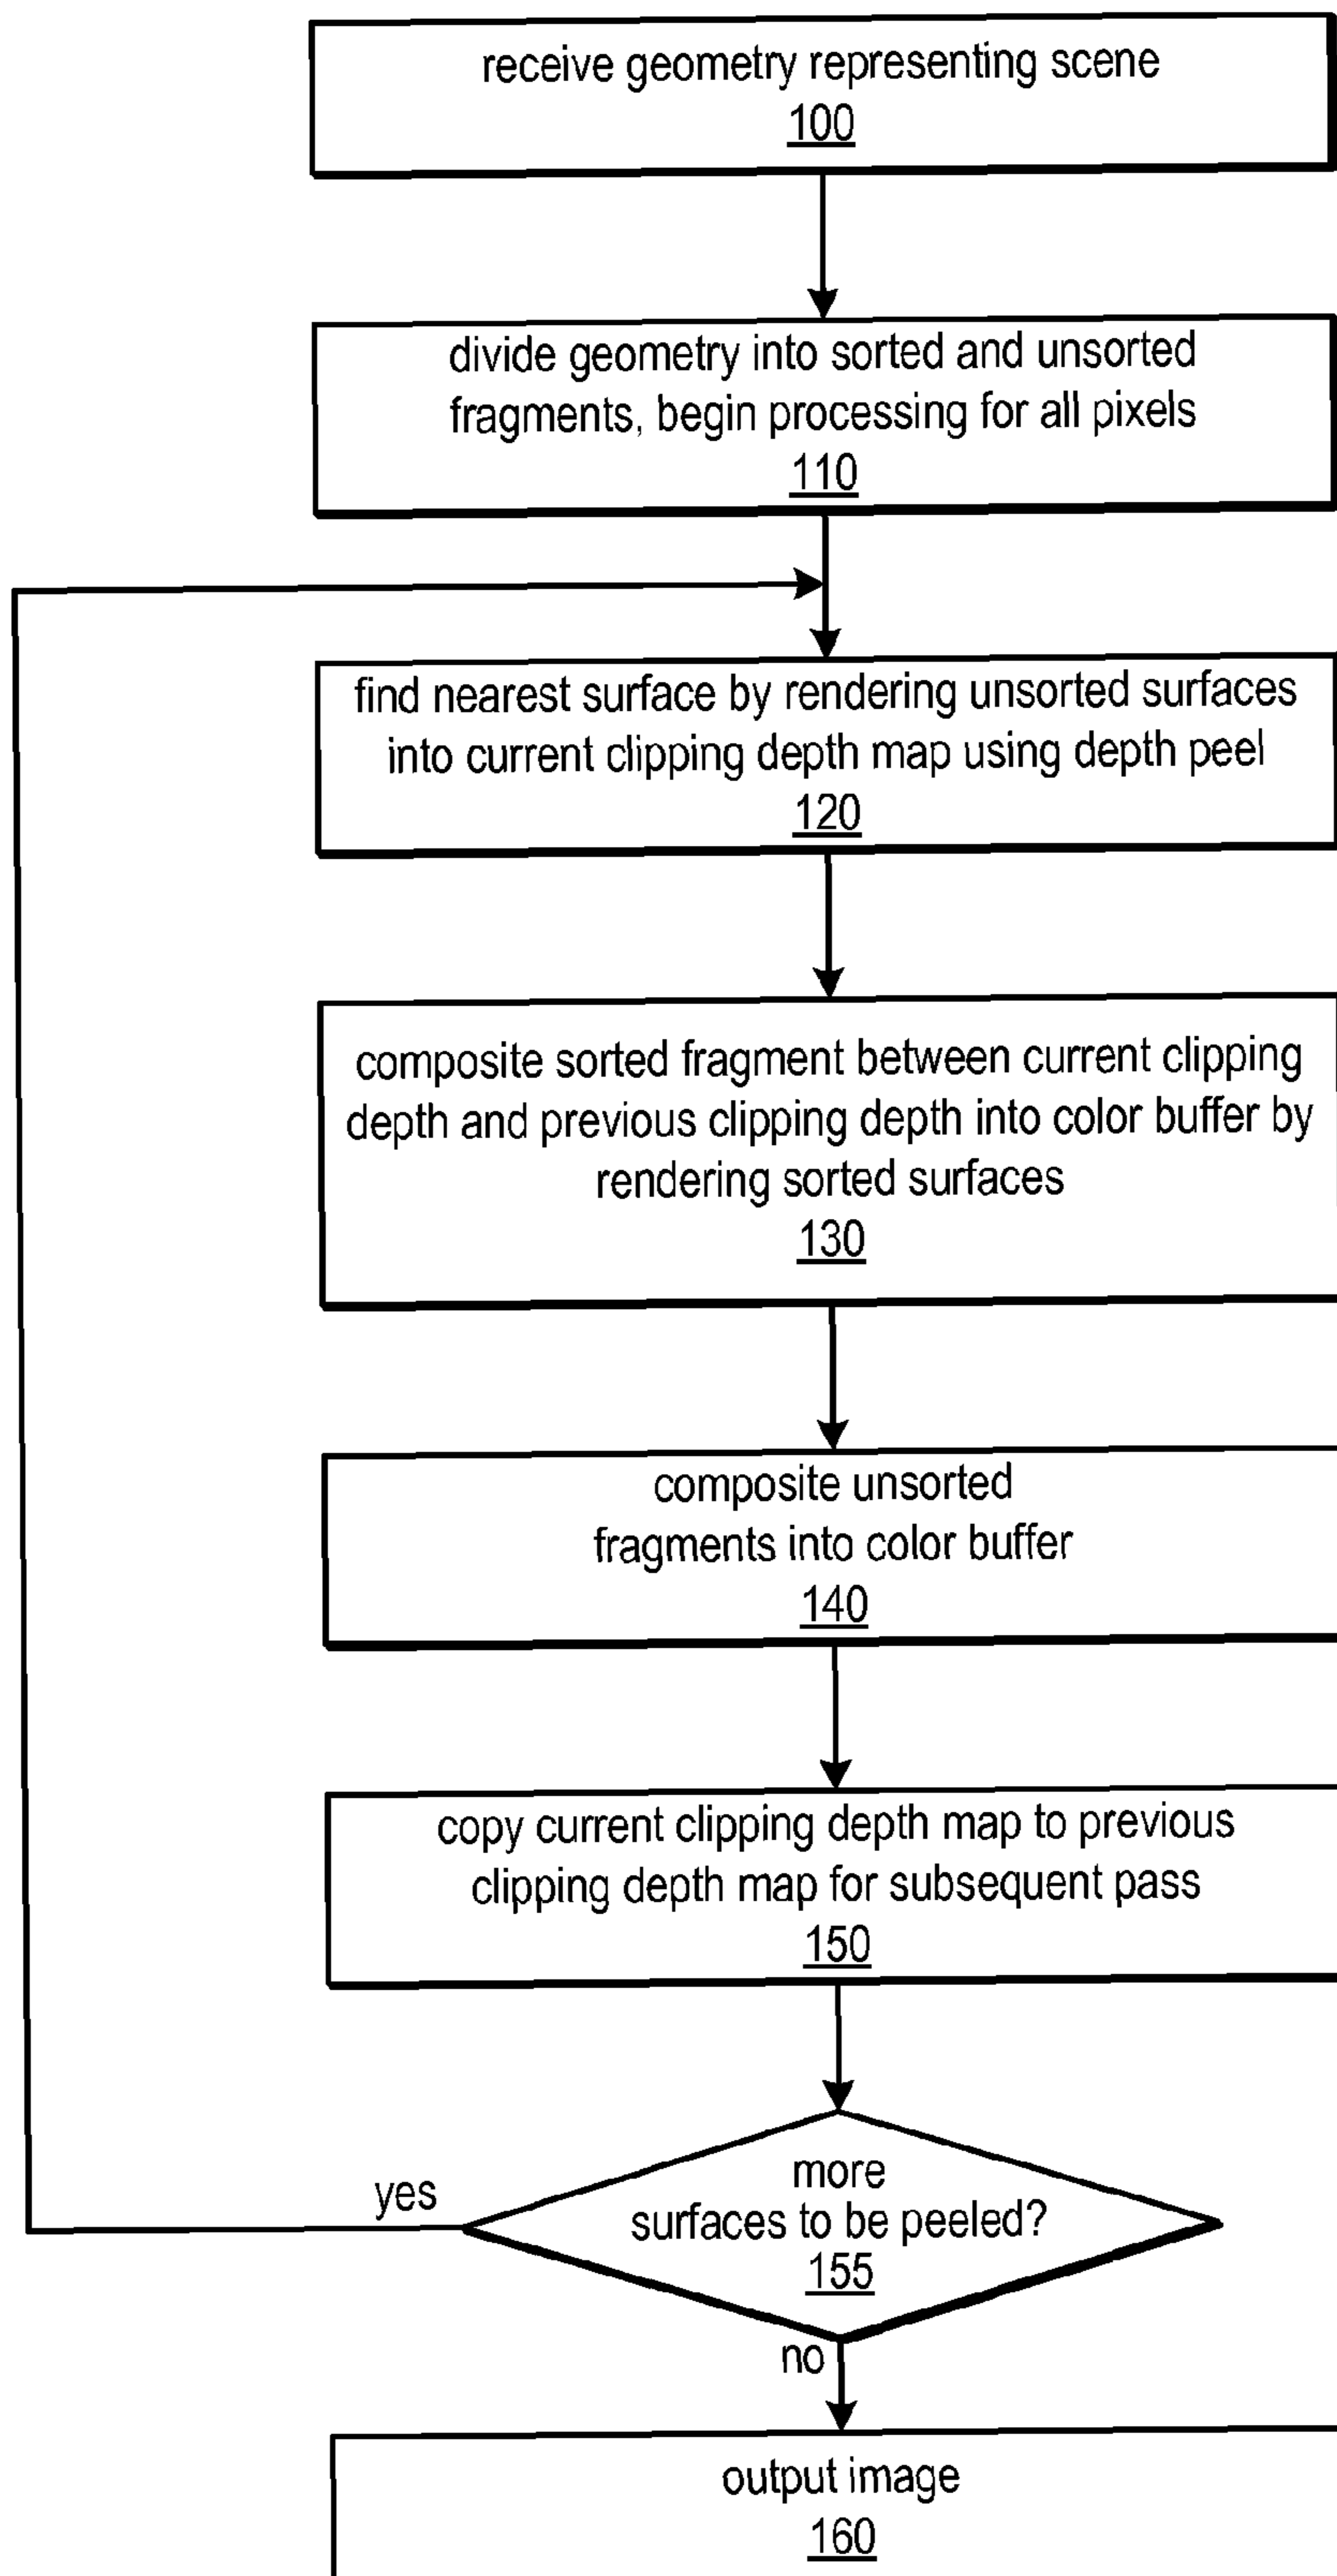 receive geometry representing scene
100
divide geometry into sorted and unsorted
fragments, begin processing for all pixels
110
find nearest surface by rendering unsorted surfaces
into current clipping depth map using depth peel
120
composite sorted fragment between current clipping
depth and previous clipping depth into color buffer by
rendering sorted surfaces
130
composite unsorted
fragments into color buffer
140
copy current clipping depth map to previous
clipping depth map for subsequent pass
150
more
yes
surfaces to be peeled?
155
no
output image
160